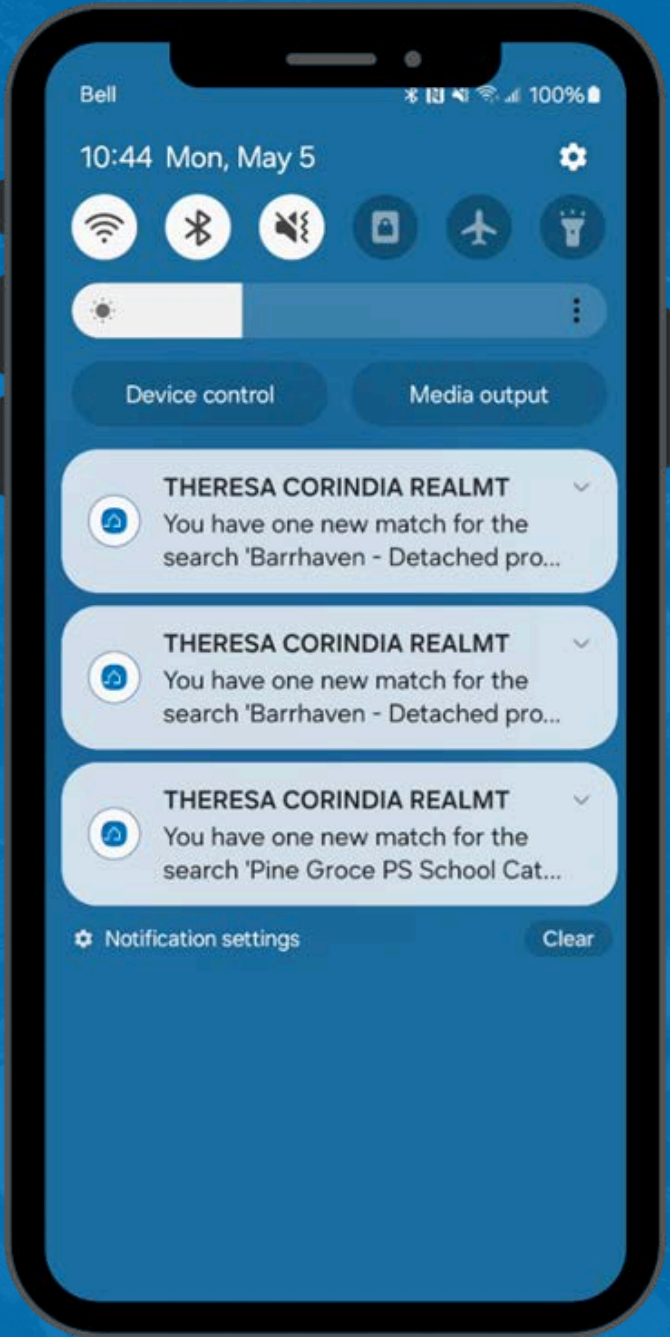 Bell 100%
10:44 Mon, May 5
Device control Media output
THERESA CORINDIA REALMT
You have one new match for the
search 'Barrhaven - Detached pro...
THERESA CORINDIA REALMT
You have one new match for the
search 'Barrhaven - Detached pro...
THERESA CORINDIA REALMT
You have one new match for the
search 'Pine Groce PS School Cat...
Notification settings Clear